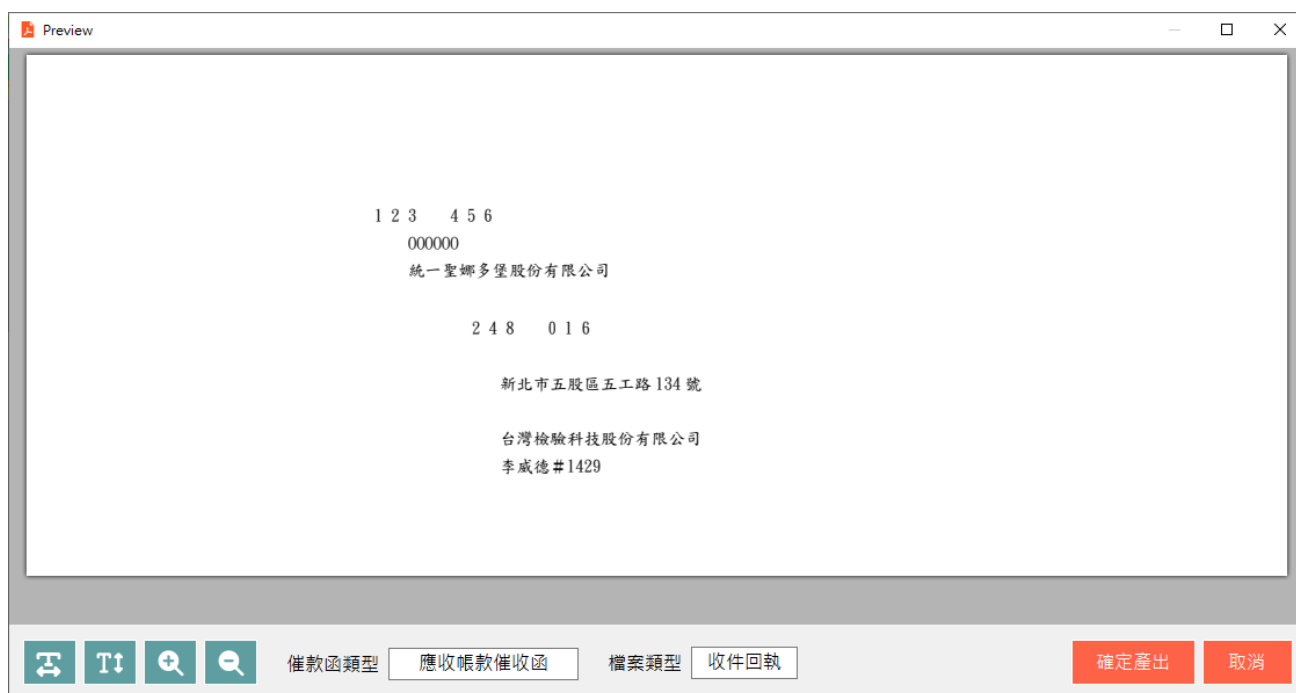 Preview
1 2 3 4 5 6
000000
統一聖娜多堡股份有限公司
2 4 8 0 1 6
新北市五股區五工路 134 號
台灣檢驗科技股份有限公司
李威德#1429
催款函類型 應收帳款催收函 檔案類型 收件回執 確定產出 取消